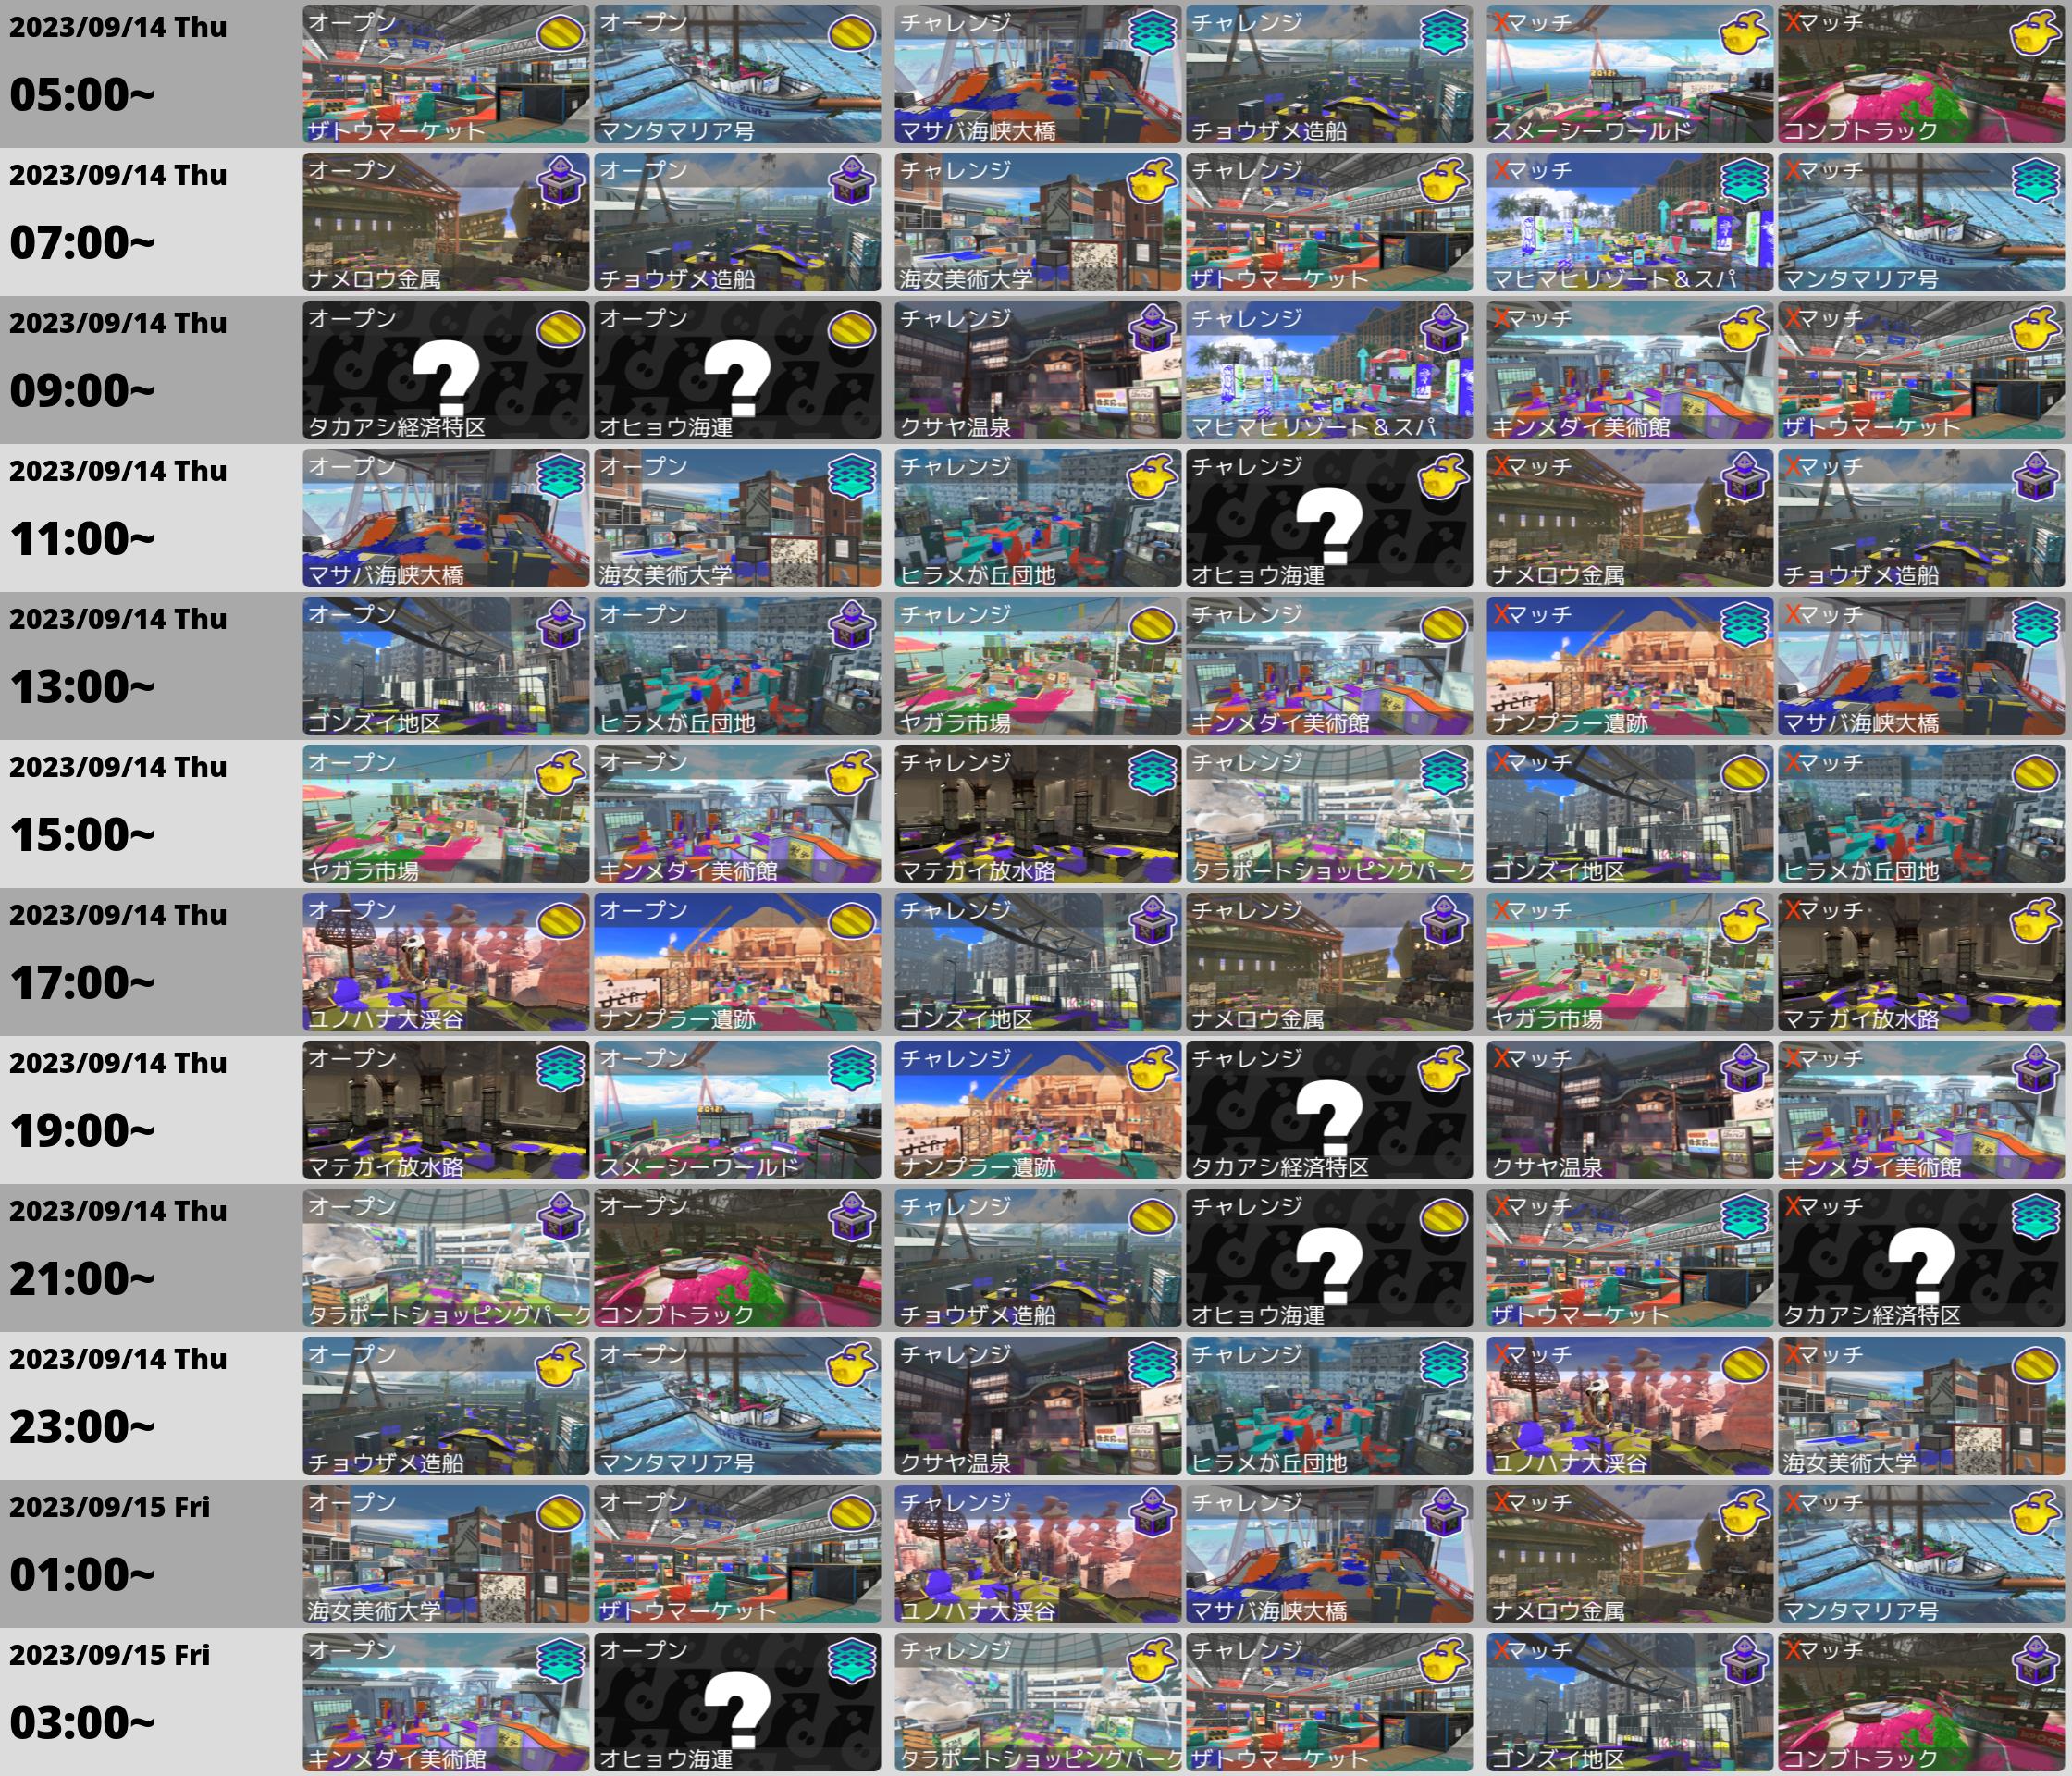 2023/09/14 Thu
05:00~
オープン オープン チャレンジ チャレンジ Xマッチ Xマッチ
ザトウマーケット マンタマリア号 マサバ海峡大橋 チョウザメ造船 スメーシーワールド コンブトラック
2023/09/14 Thu
07:00~
オープン オープン チャレンジ チャレンジ Xマッチ Xマッチ
ナメロウ金属 チョウザメ造船 海女美術大学 ザトウマーケット マヒマヒリゾート&スパ マンタマリア号
2023/09/14 Thu
09:00~
オープン オープン チャレンジ チャレンジ Xマッチ Xマッチ
? ?
タカアシ経済特区 オヒョウ海運 クサヤ温泉 マヒマヒリゾート&スパ キンメダイ美術館 ザトウマーケット
2023/09/14 Thu
11:00~
オープン オープン チャレンジ チャレンジ Xマッチ Xマッチ
?
マサバ海峡大橋 海女美術大学 ヒラメが丘団地 オヒョウ海運 ナメロウ金属 チョウザメ造船
2023/09/14 Thu
13:00~
オープン オープン チャレンジ チャレンジ Xマッチ Xマッチ
ゴンズイ地区 ヒラメが丘団地 ヤガラ市場 キンメダイ美術館 ナンプラー遺跡 マサバ海峡大橋
2023/09/14 Thu
15:00~
オープン オープン チャレンジ チャレンジ Xマッチ Xマッチ
ヤガラ市場 キンメダイ美術館 マテガイ放水路 タラポートショッピングパーク ゴンズイ地区 ヒラメが丘団地
2023/09/14 Thu
17:00~
オープン オープン チャレンジ チャレンジ Xマッチ Xマッチ
ユノハナ大渓谷 ナンプラー遺跡 ゴンズイ地区 ナメロウ金属 ヤガラ市場 マテガイ放水路
2023/09/14 Thu
19:00~
オープン オープン チャレンジ チャレンジ Xマッチ Xマッチ
?
マテガイ放水路 スメーシーワールド ナンプラー遺跡 タカアシ経済特区 クサヤ温泉 キンメダイ美術館
2023/09/14 Thu
21:00~
オープン オープン チャレンジ チャレンジ Xマッチ Xマッチ
? ?
タラポートショッピングパーク コンブトラック チョウザメ造船 オヒョウ海運 ザトウマーケット タカアシ経済特区
2023/09/14 Thu
23:00~
オープン オープン チャレンジ チャレンジ Xマッチ Xマッチ
チョウザメ造船 マンタマリア号 クサヤ温泉 ヒラメが丘団地 ユノハナ大渓谷 海女美術大学
2023/09/15 Fri
01:00~
オープン オープン チャレンジ チャレンジ Xマッチ Xマッチ
海女美術大学 ザトウマーケット ユノハナ大渓谷 マサバ海峡大橋 ナメロウ金属 マンタマリア号
2023/09/15 Fri
03:00~
オープン オープン チャレンジ チャレンジ Xマッチ Xマッチ
?
キンメダイ美術館 オヒョウ海運 タラポートショッピングパーク ザトウマーケット ゴンズイ地区 コンブトラック